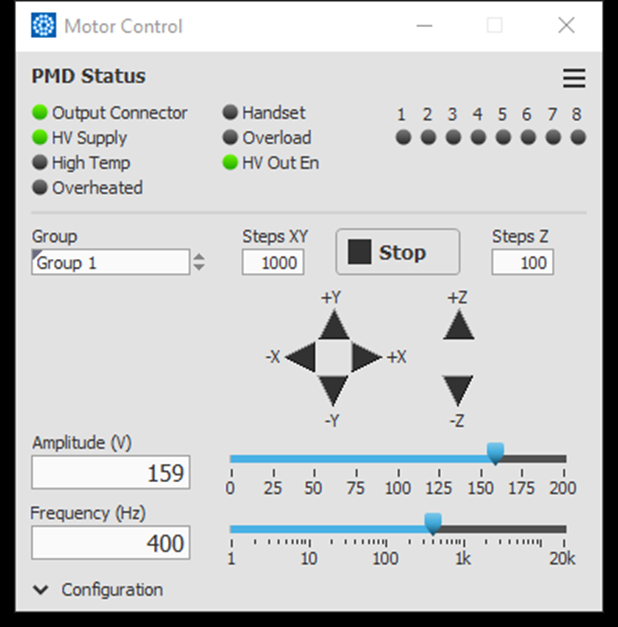 Motor Control
PMD Status
Output Connector
HV Supply
High Temp
Overheated
Handset
Overload
HV Out En
1 2 3 4 5 6 7 8
Group
Group 1
Steps XY
1000
Stop
Steps Z
100
+Y
-X
+X
-Y
+Z
-Z
Amplitude (V)
159
0 25 50 75 100 125 150 175 200
Frequency (Hz)
400
1 10 100 1k 20k
Configuration